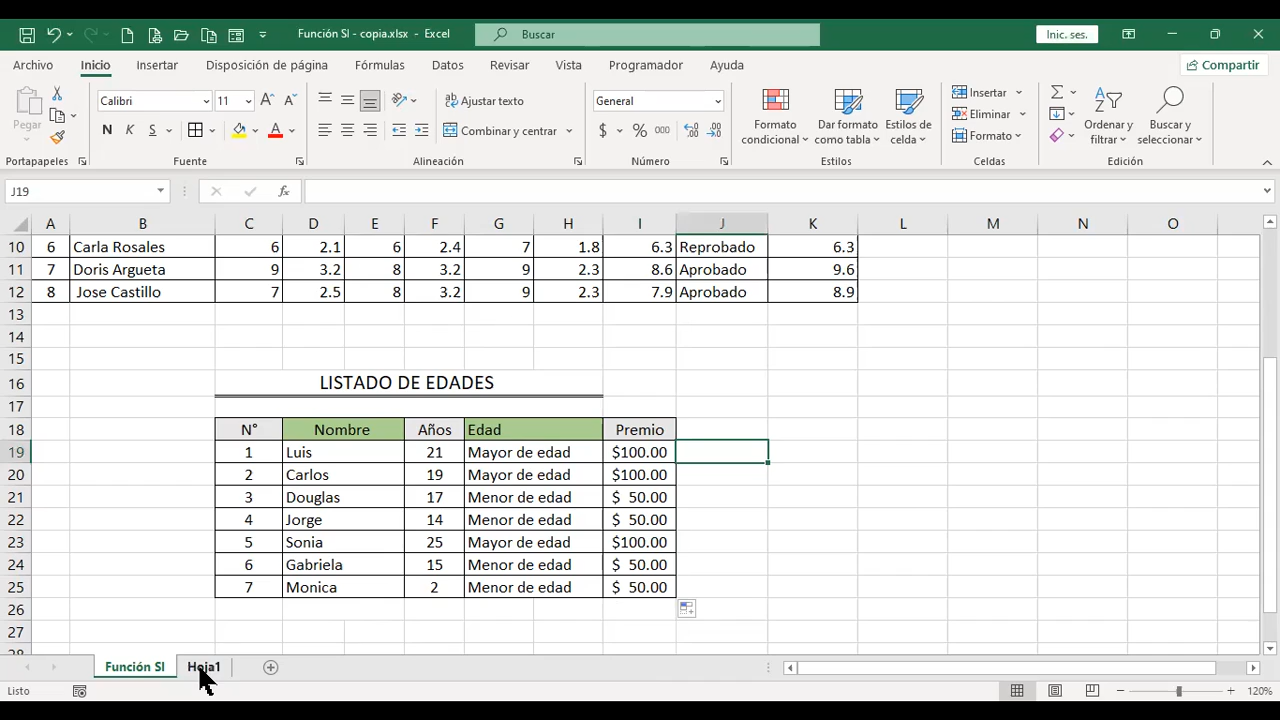 Función SI - copia.xlsx - Excel
Buscar
Inic. ses.
Archivo Inicio Insertar Disposición de página Fórmulas Datos Revisar Vista Programador Ayuda Compartir
Pegar
Calibri 11
Ajustar texto
General
Formato condicional
Dar formato como tabla
Estilos de celda
Insertar
Eliminar
Formato
Ordenar y filtrar
Buscar y seleccionar
N K S
Combinar y centrar
$ % 000
Portapapeles Fuente Alineación Número Estilos Celdas Edición
J19 fx
A B C D E F G H I J K L M N O
10 6 Carla Rosales 6 2.1 6 2.4 7 1.8 6.3 Reprobado 6.3
11 7 Doris Argueta 9 3.2 8 3.2 9 2.3 8.6 Aprobado 9.6
12 8 Jose Castillo 7 2.5 8 3.2 9 2.3 7.9 Aprobado 8.9
13
14
15
16 LISTADO DE EDADES
17
18 N° Nombre Años Edad Premio
19 1 Luis 21 Mayor de edad $100.00
20 2 Carlos 19 Mayor de edad $100.00
21 3 Douglas 17 Menor de edad $ 50.00
22 4 Jorge 14 Menor de edad $ 50.00
23 5 Sonia 25 Mayor de edad $100.00
24 6 Gabriela 15 Menor de edad $ 50.00
25 7 Monica 2 Menor de edad $ 50.00
26
27
28
Función SI Hoja1
Listo 120%